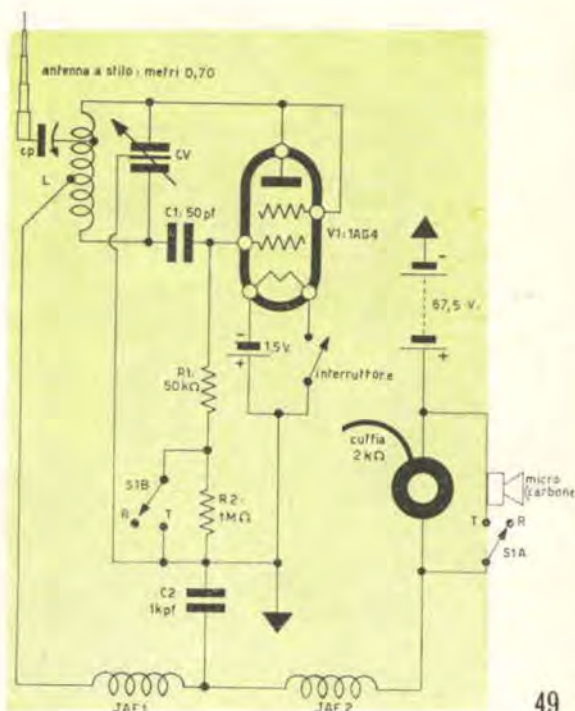 antenna a stilo: metri 0,70
cp
L
CV
C1: 50pf
V1: 1AG4
-
67,5 V.
+
-
1,5 V.
+
interruttore
R1:
50kΩ
cuffia
2kΩ
micro
(carbone
S1B
R T
R2:
1MΩ
T R
S1A
C2
1kpf
JAF1
JAF2
49